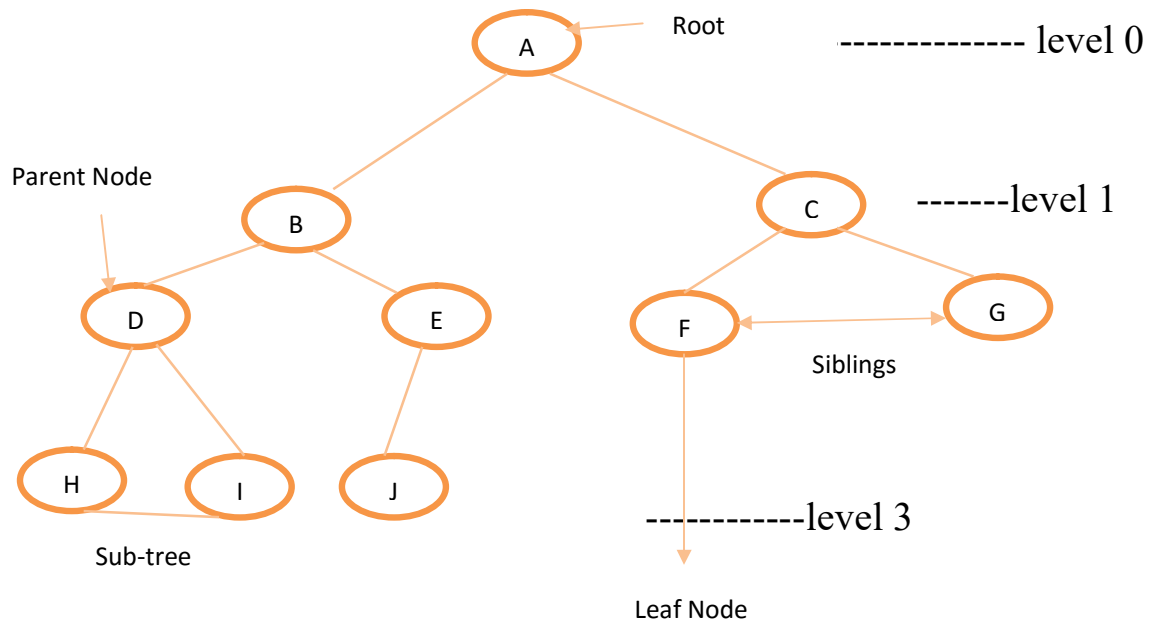 Root
A
level 0
Parent Node
B
C
level 1
D
E
F
G
Siblings
H
I
J
level 3
Sub-tree
Leaf Node